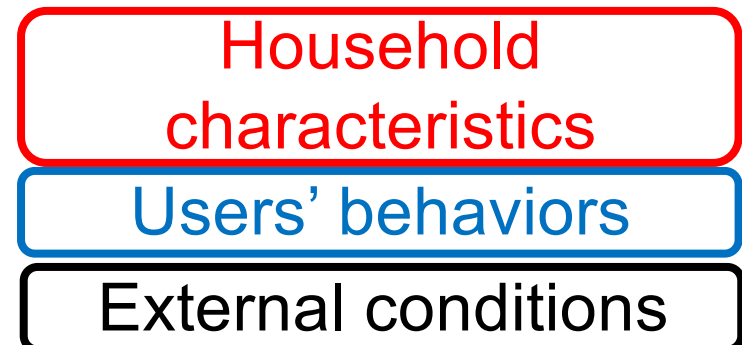 Household
characteristics
Users’ behaviors
External conditions